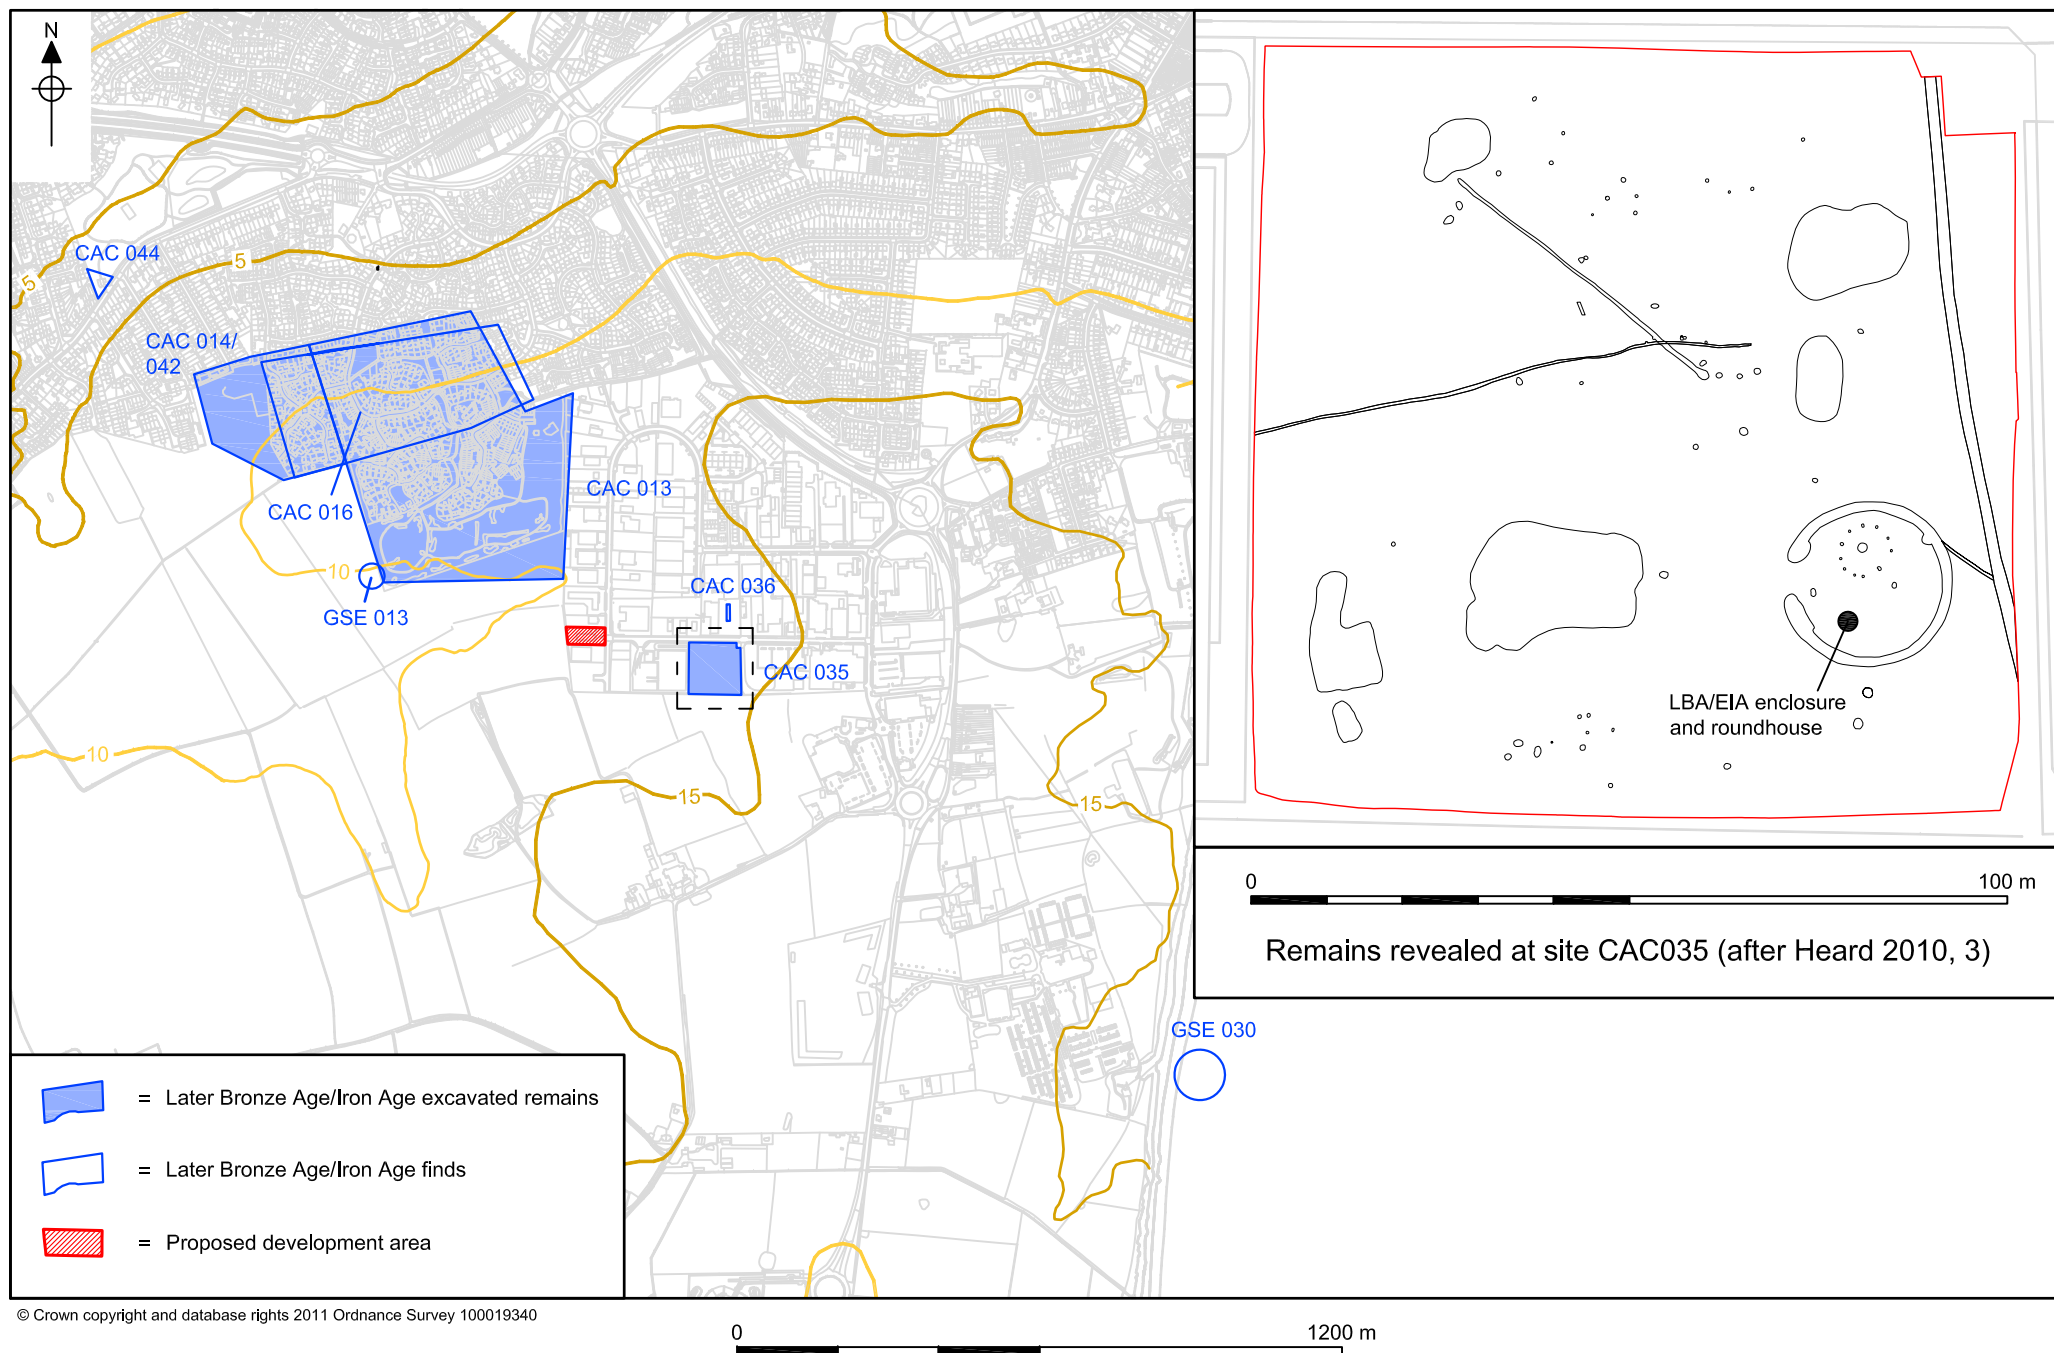 N
CAC 044
5
5
CAC 014/
042
CAC 016
CAC 013
10
GSE 013
CAC 036
CAC 035
10
15
15
GSE 030
LBA/EIA enclosure
and roundhouse
0 100 m
Remains revealed at site CAC035 (after Heard 2010, 3)
= Later Bronze Age/Iron Age excavated remains
= Later Bronze Age/Iron Age finds
= Proposed development area
© Crown copyright and database rights 2011 Ordnance Survey 100019340
0 1200 m